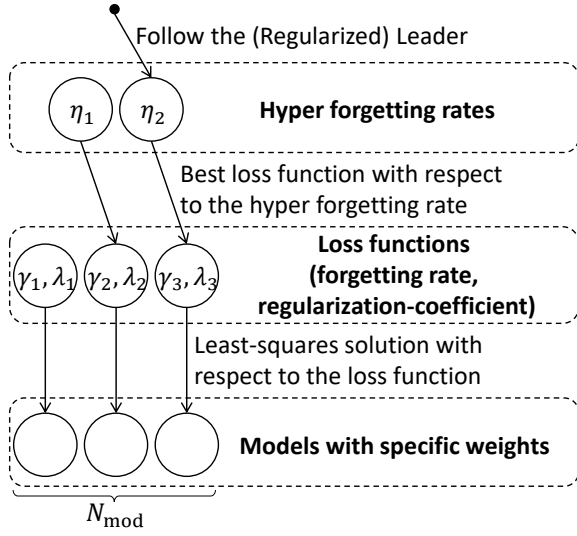 Follow the (Regularized) Leader
η₁ η₂ Hyper forgetting rates
Best loss function with respect
to the hyper forgetting rate
Loss functions
γ₁, λ₁ γ₂, λ₂ γ₃, λ₃ (forgetting rate,
regularization-coefficient)
Least-squares solution with
respect to the loss function
Models with specific weights
N_mod